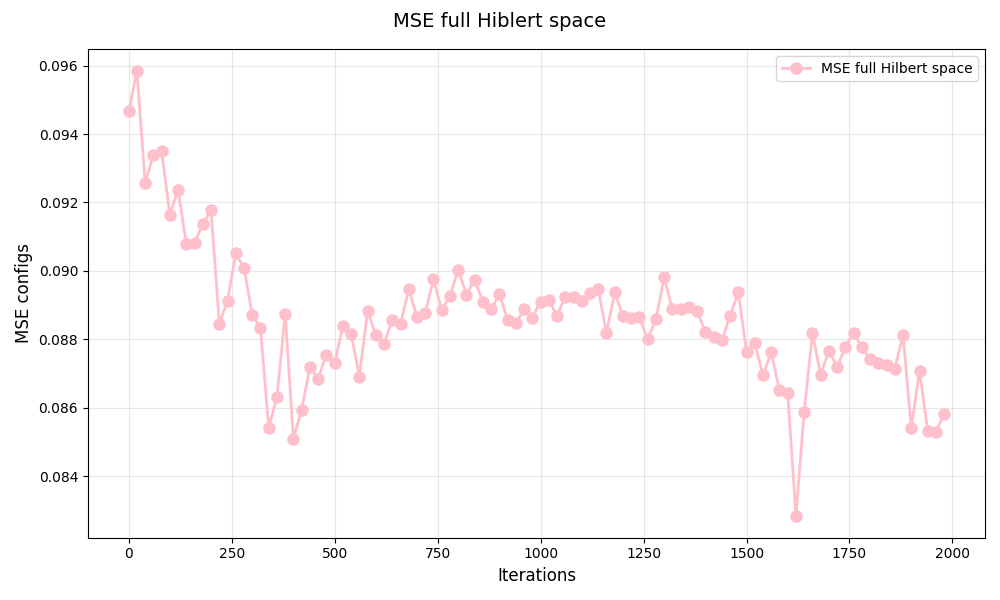 MSE full Hiblert space
MSE full Hilbert space
MSE configs
0.096
0.094
0.092
0.090
0.088
0.086
0.084
0 250 500 750 1000 1250 1500 1750 2000
Iterations